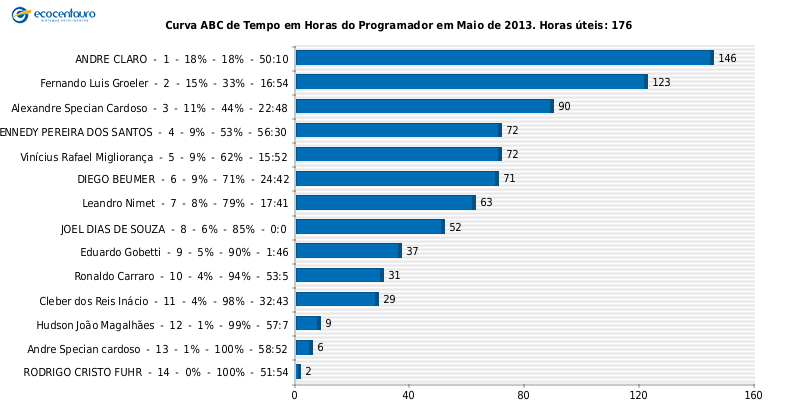 ecocentauro
Curva ABC de Tempo em Horas do Programador em Maio de 2013. Horas úteis: 176
ANDRE CLARO - 1 - 18% - 18% - 50:10 146
Fernando Luis Groeler - 2 - 15% - 33% - 16:54 123
Alexandre Specian Cardoso - 3 - 11% - 44% - 22:48 90
ENNEDY PEREIRA DOS SANTOS - 4 - 9% - 53% - 56:30 72
Vinícius Rafael Migliorança - 5 - 9% - 62% - 15:52 72
DIEGO BEUMER - 6 - 9% - 71% - 24:42 71
Leandro Nimet - 7 - 8% - 79% - 17:41 63
JOEL DIAS DE SOUZA - 8 - 6% - 85% - 0:0 52
Eduardo Gobetti - 9 - 5% - 90% - 1:46 37
Ronaldo Carraro - 10 - 4% - 94% - 53:5 31
Cleber dos Reis Inácio - 11 - 4% - 98% - 32:43 29
Hudson João Magalhães - 12 - 1% - 99% - 57:7 9
Andre Specian cardoso - 13 - 1% - 100% - 58:52 6
RODRIGO CRISTO FUHR - 14 - 0% - 100% - 51:54 2
0 40 80 120 160